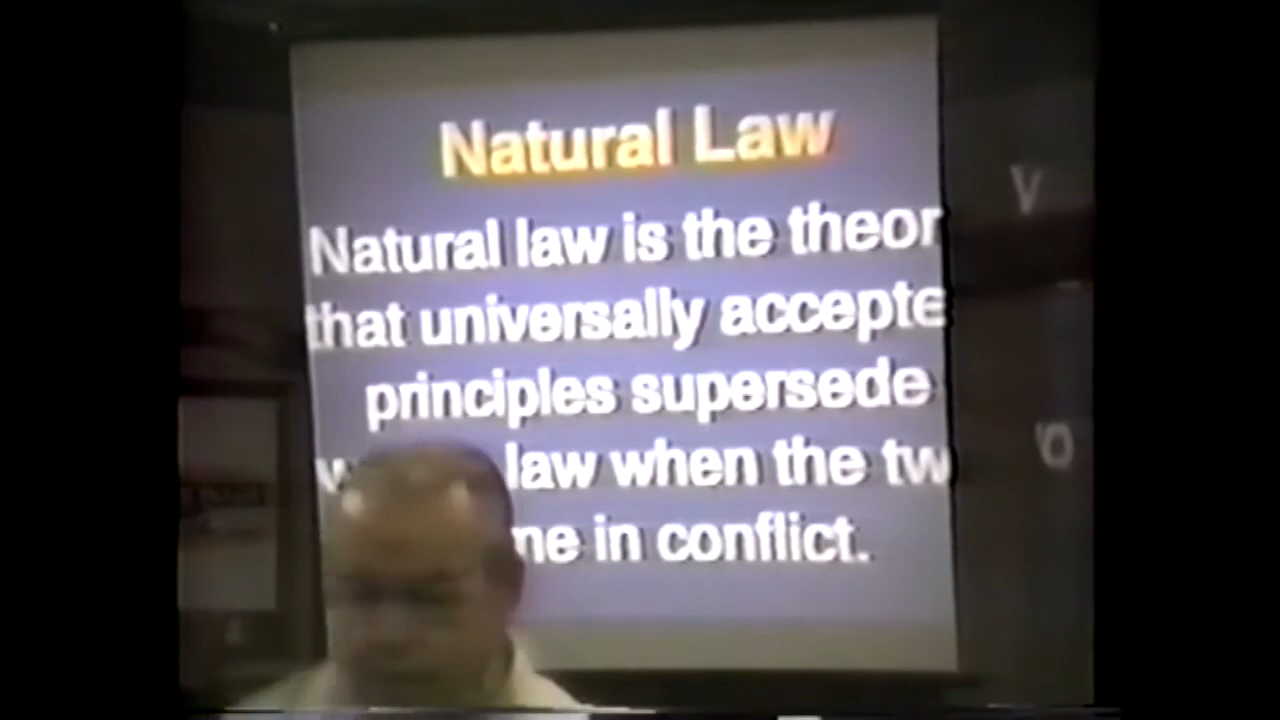 Natural Law
Natural law is the theor
that universally accepte
principles supersede
law when the tw
me in conflict.